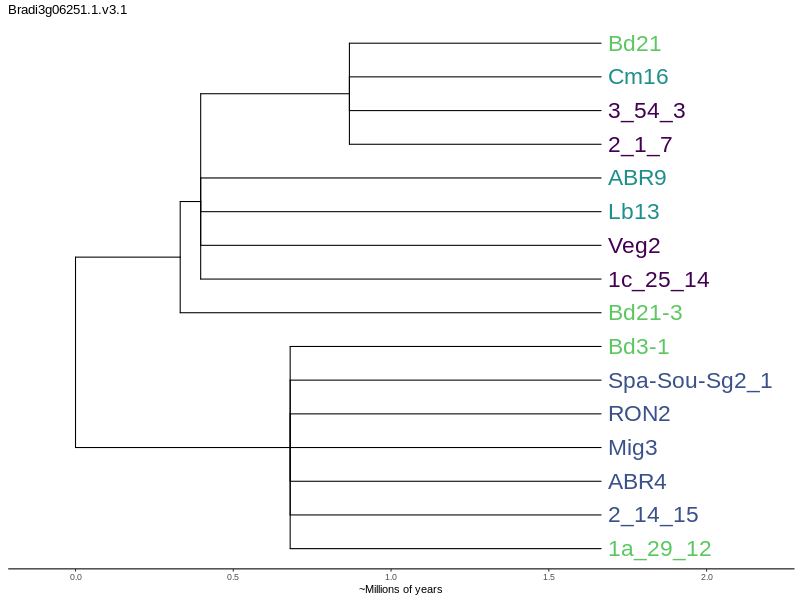 Bradi3g06251.1.v3.1
Bd21
Cm16
3_54_3
2_1_7
ABR9
Lb13
Veg2
1c_25_14
Bd21-3
Bd3-1
Spa-Sou-Sg2_1
RON2
Mig3
ABR4
2_14_15
1a_29_12
0.0 0.5 1.0 1.5 2.0
~Millions of years